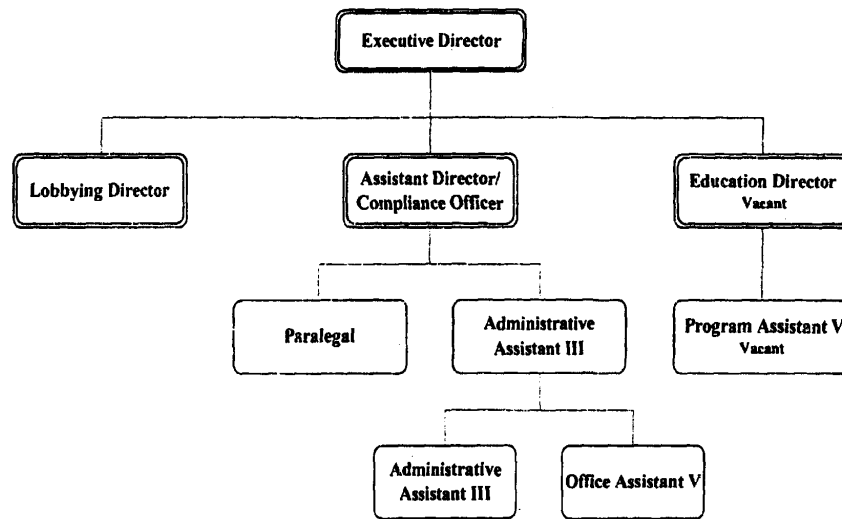 Executive Director
Lobbying Director
Assistant Director/
Compliance Officer
Education Director
Vacant
Paralegal
Administrative
Assistant III
Program Assistant V
Vacant
Administrative
Assistant III
Office Assistant V